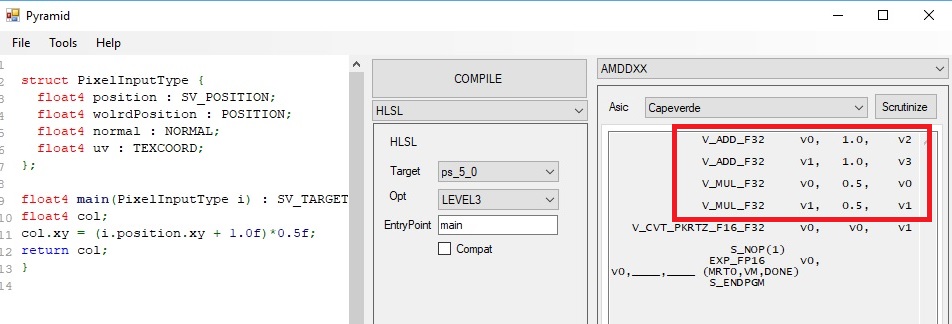 Pyramid
File Tools Help
1
2 struct PixelInputType {
3 float4 position : SV_POSITION;
4 float4 wolrdPosition : POSITION;
5 float4 normal : NORMAL;
6 float4 uv : TEXCOORD;
7 };
8
9 float4 main(PixelInputType i) : SV_TARGET
10 float4 col;
11 col.xy = (i.position.xy + 1.0f)*0.5f;
12 return col;
13 }
14
COMPILE
HLSL
HLSL
Target ps_5_0
Opt LEVEL3
EntryPoint main
Compat
AMDDXX
Asic Capeverde Scrutinize
V_ADD_F32 v0, 1.0, v2
V_ADD_F32 v1, 1.0, v3
V_MUL_F32 v0, 0.5, v0
V_MUL_F32 v1, 0.5, v1
V_CVT_PKRTZ_F16_F32 v0, v0, v1
S_NOP(1)
EXP_FP16 v0,
v0,____,____ (MRT0,VM,DONE)
S_ENDPGM